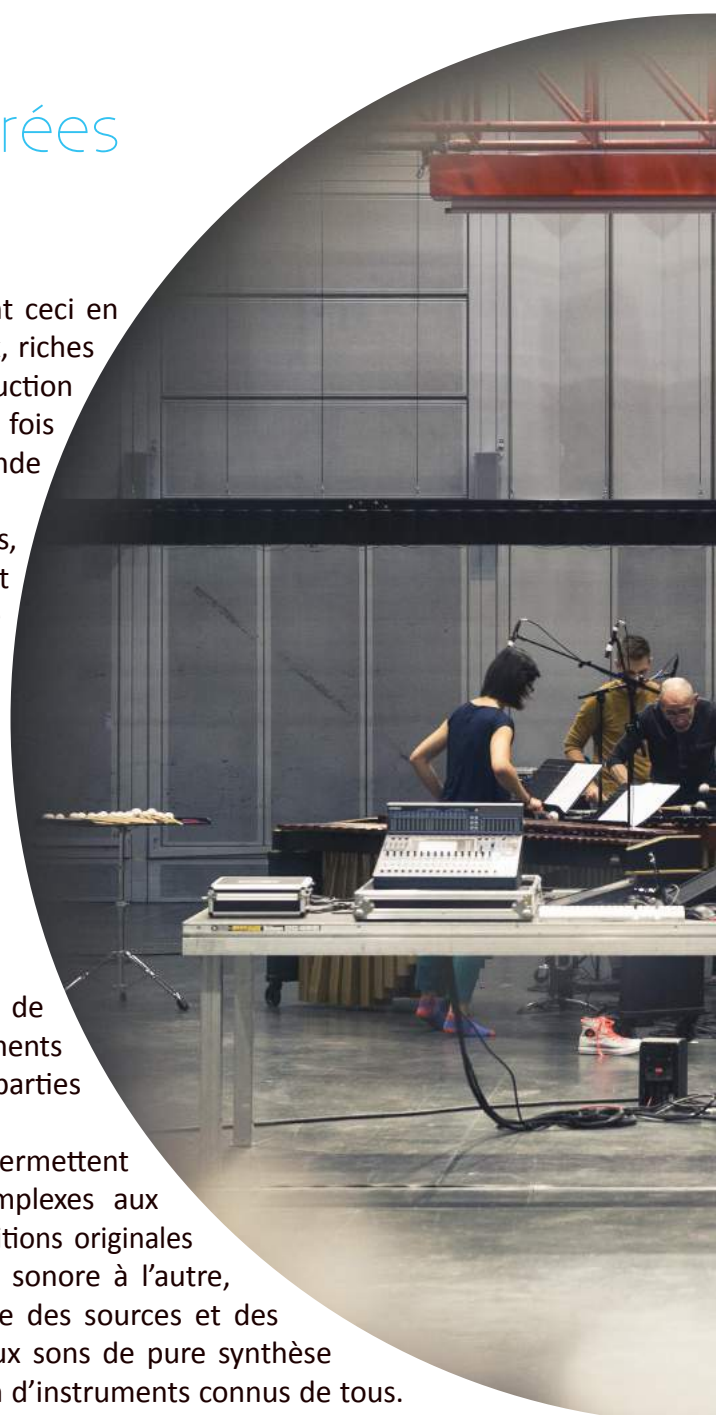 rées
t ceci en
, riches
uction
fois
nde
s,
t
de
ments
parties
ermettent
mplexes aux
itions originales
sonore à l'autre,
e des sources et des
ux sons de pure synthèse
d'instruments connus de tous.